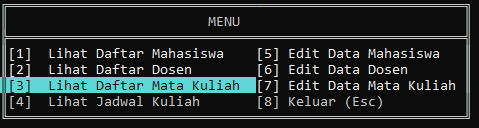 MENU
[1] Lihat Daftar Mahasiswa [5] Edit Data Mahasiswa
[2] Lihat Daftar Dosen [6] Edit Data Dosen
[3] Lihat Daftar Mata Kuliah [7] Edit Data Mata Kuliah
[4] Lihat Jadwal Kuliah [8] Keluar (Esc)